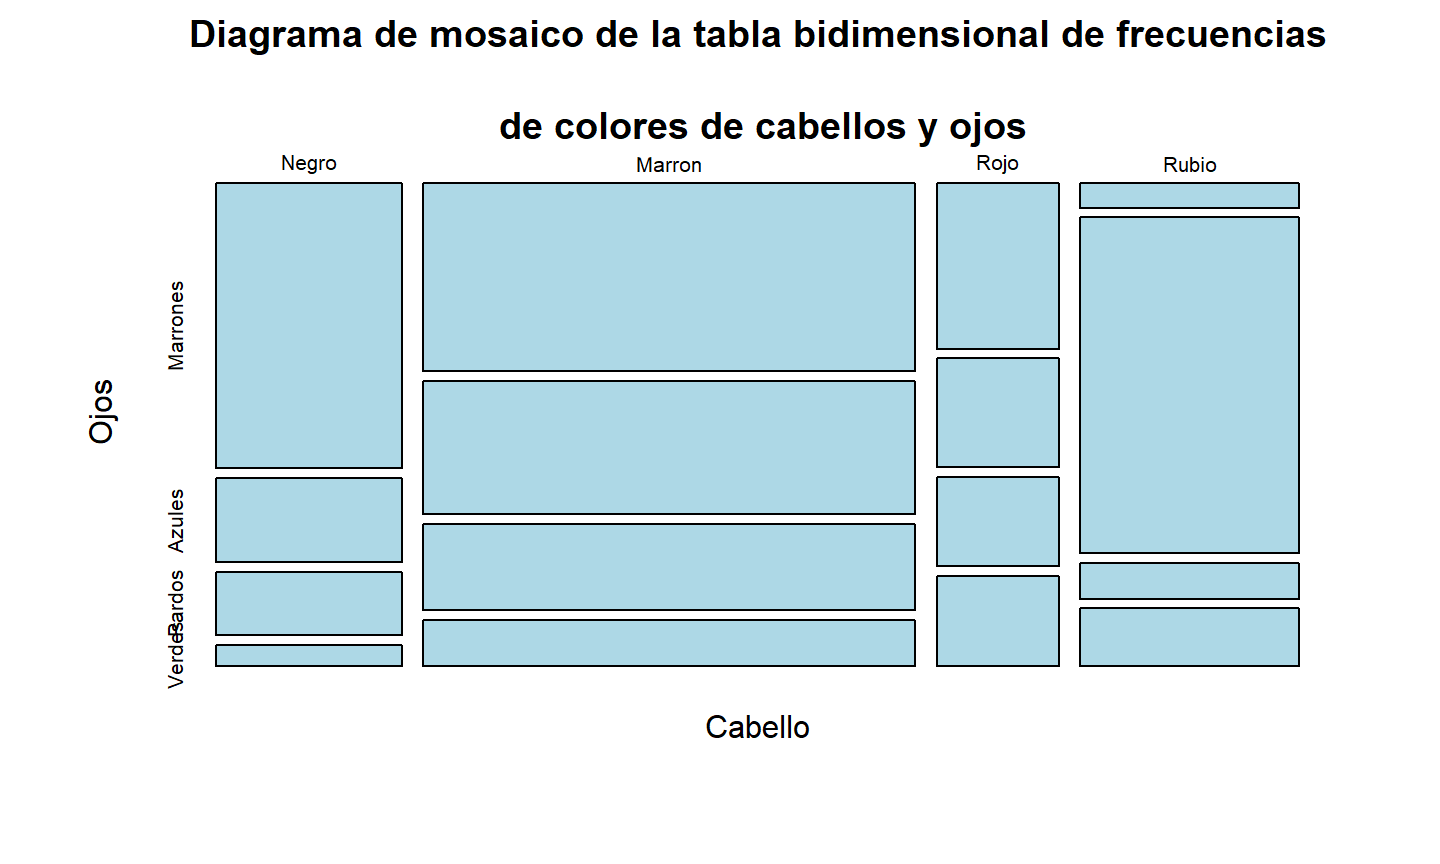 Diagrama de mosaico de la tabla bidimensional de frecuencias
de colores de cabellos y ojos
Negro Marron Rojo Rubio
Marrones
Azules
Pardos
Verdes
Ojos
Cabello